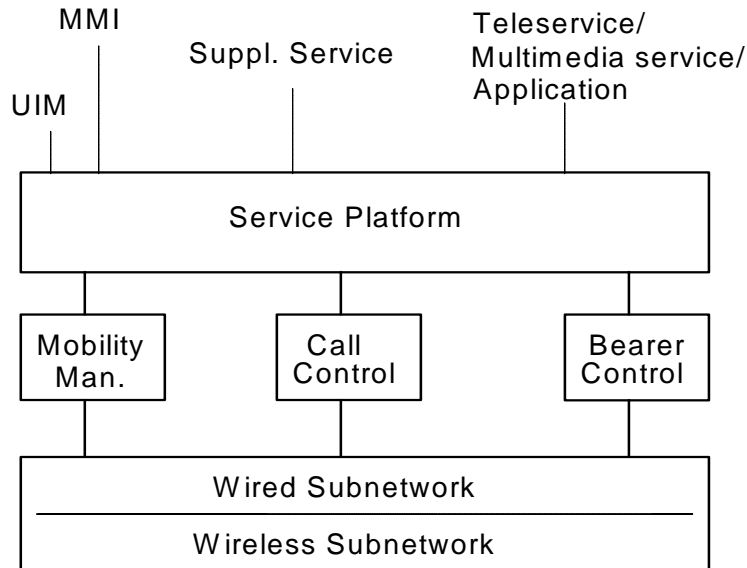 MMI
Teleservice/
Multimedia service/
Application
Suppl. Service
UIM
Service Platform
Mobility
Man.
Call
Control
Bearer
Control
Wired Subnetwork
Wireless Subnetwork